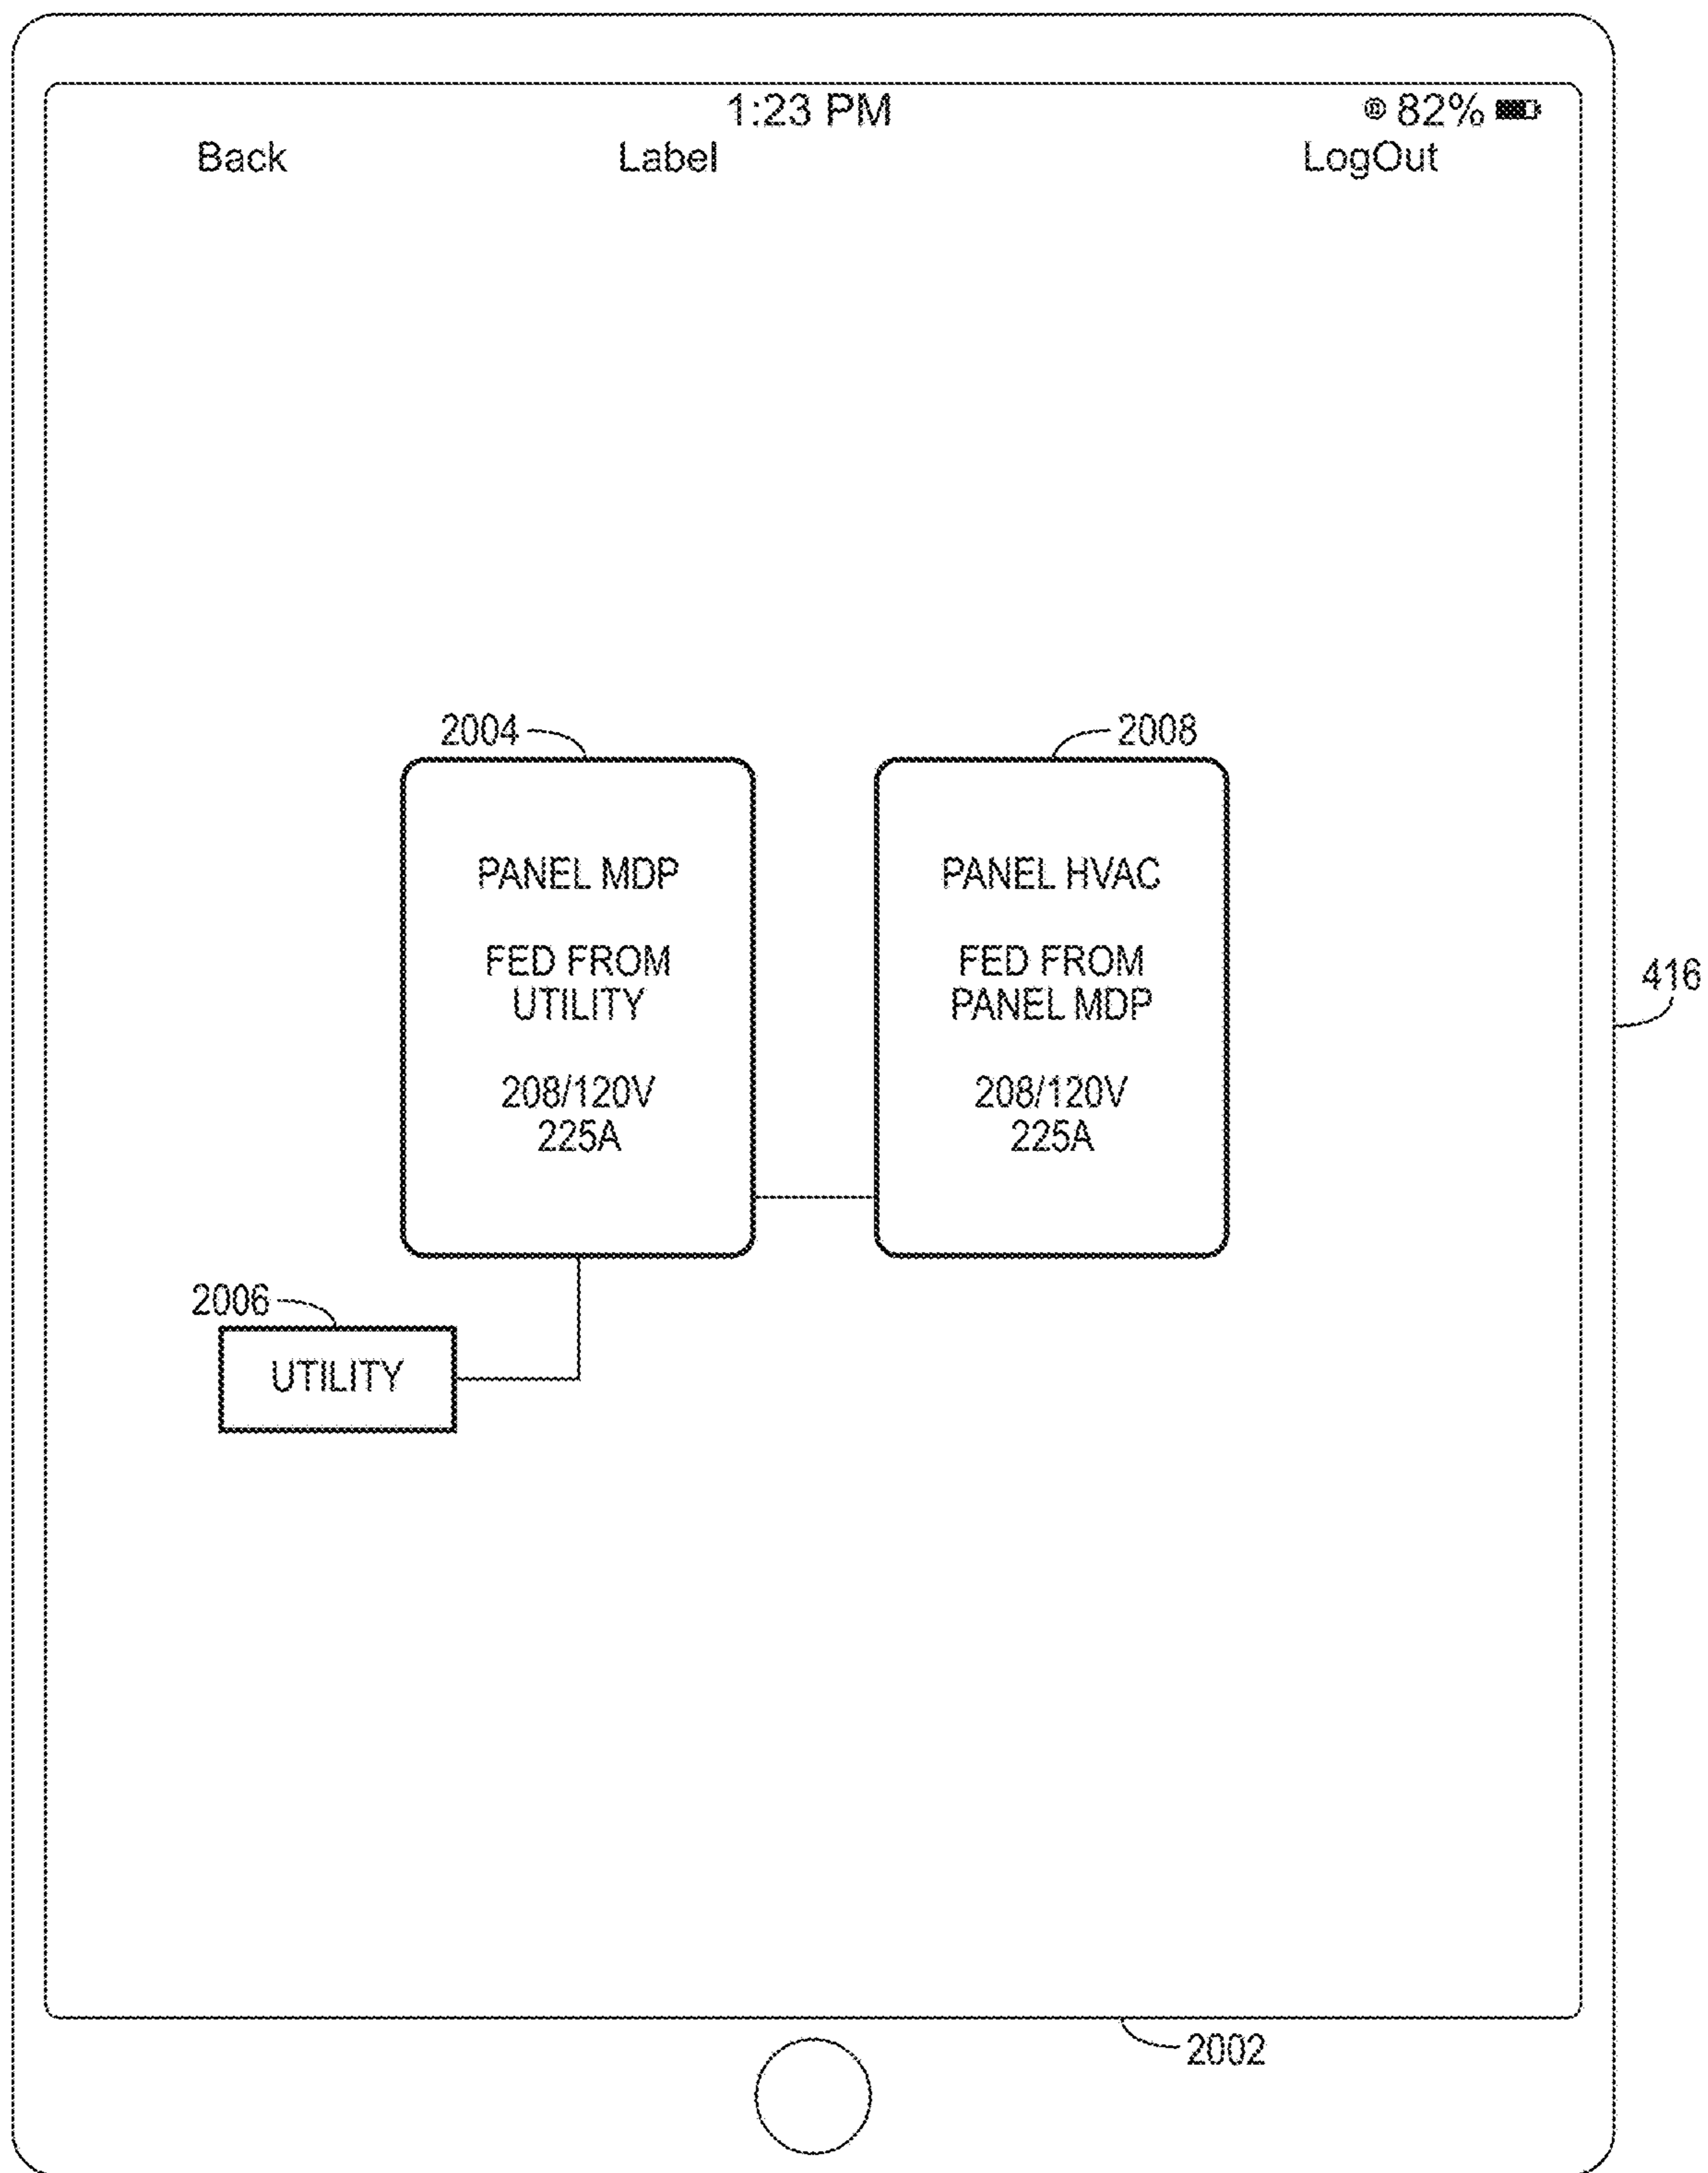 1:23 PM
82%
Back
Label
LogOut
2004
2008
PANEL MDP
FED FROM
UTILITY
208/120V
225A
PANEL HVAC
FED FROM
PANEL MDP
208/120V
225A
416
2006
UTILITY
2002